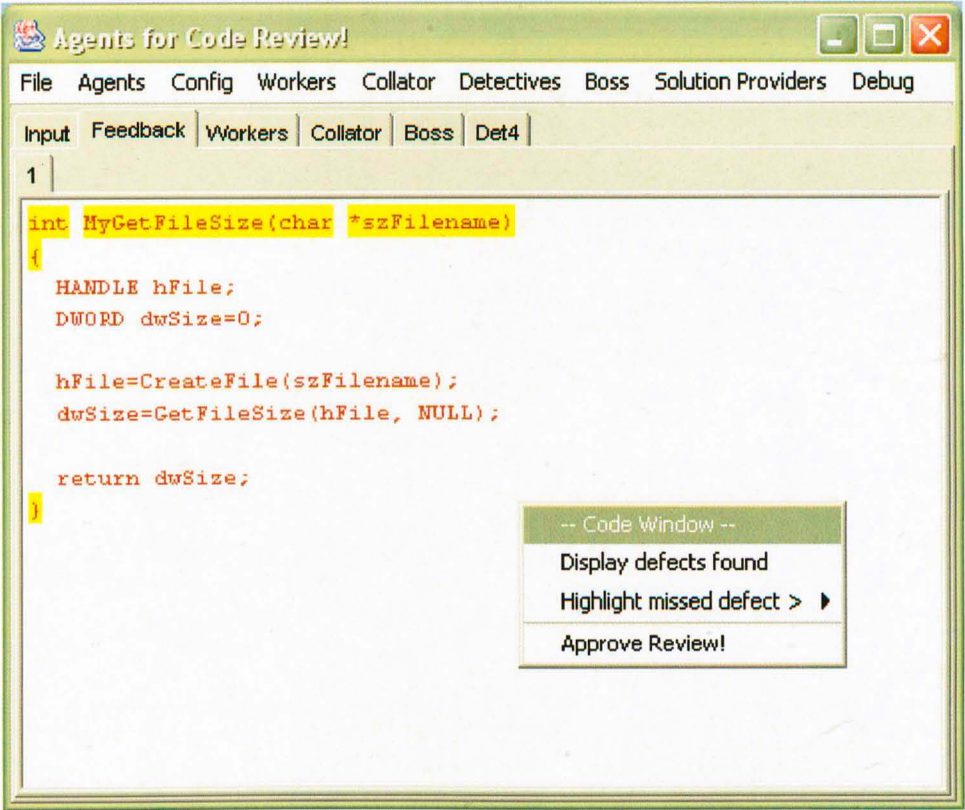 Agents for Code Review!
File Agents Config Workers Collator Detectives Boss Solution Providers Debug
Input Feedback Workers Collator Boss Det4
1
int MyGetFileSize(char *szFilename)
{
HANDLE hFile;
DWORD dwSize=0;
hFile=CreateFile(szFilename);
dwSize=GetFileSize(hFile, NULL);
return dwSize;
}
-- Code Window --
Display defects found
Highlight missed defect >
Approve Review!